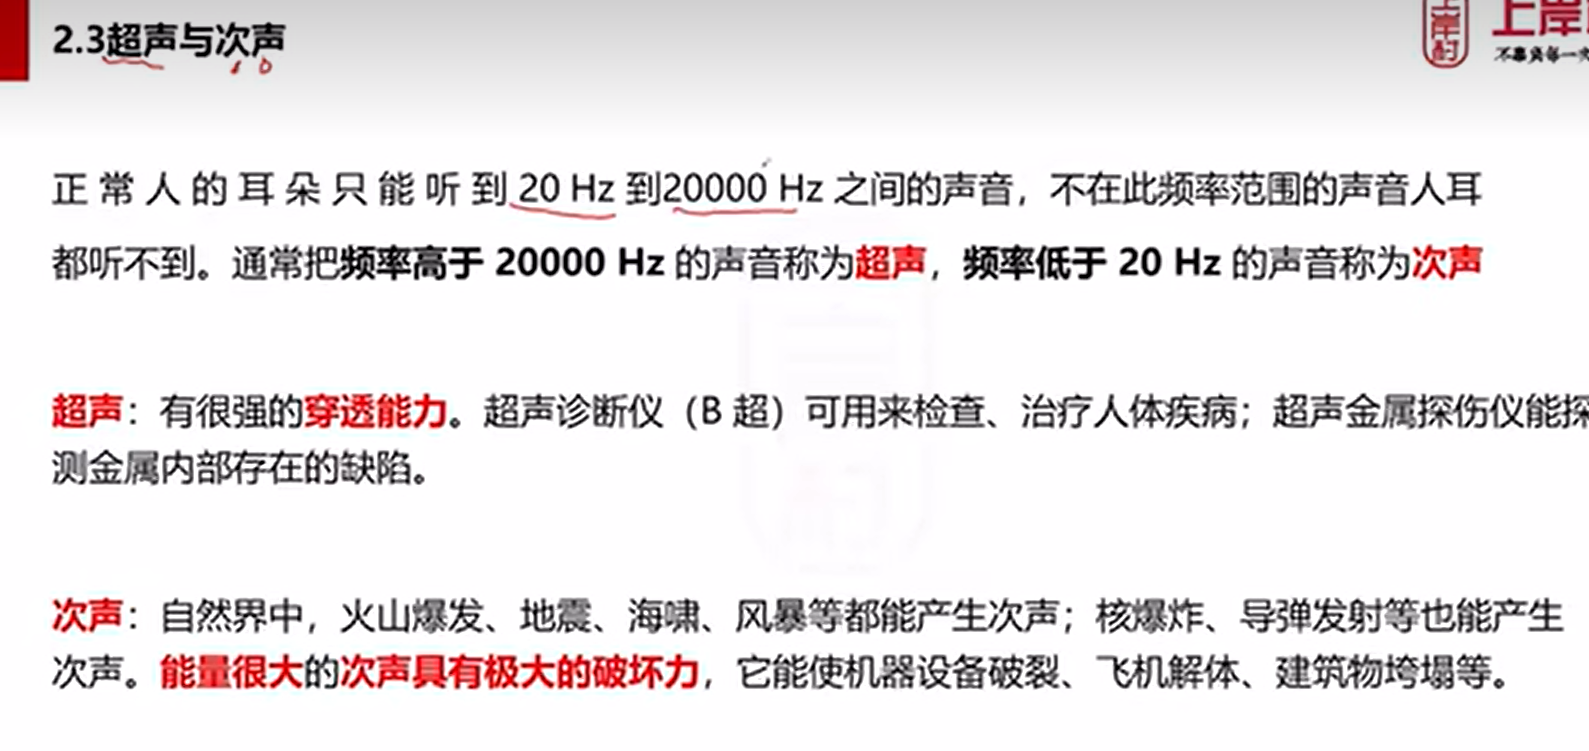 2.3超声与次声
上岸
不辜负每一次
正常人的耳朵只能听到 20 Hz 到20000 Hz 之间的声音，不在此频率范围的声音人耳
都听不到。通常把频率高于 20000 Hz 的声音称为超声，频率低于 20 Hz 的声音称为次声
超声：有很强的穿透能力。超声诊断仪（B 超）可用来检查、治疗人体疾病；超声金属探伤仪能探
测金属内部存在的缺陷。
次声：自然界中，火山爆发、地震、海啸、风暴等都能产生次声；核爆炸、导弹发射等也能产生
次声。能量很大的次声具有极大的破坏力，它能使机器设备破裂、飞机解体、建筑物垮塌等。